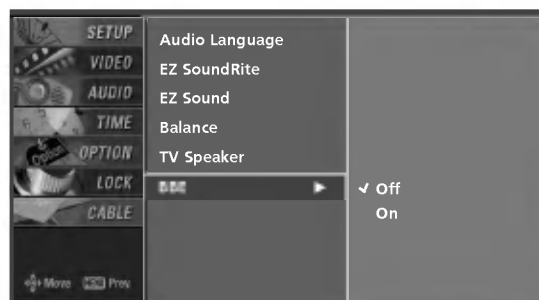 SETUP
VIDEO
AUDIO
TIME
OPTION
LOCK
CABLE
Move Prev.
Audio Language
EZ SoundRite
EZ Sound
Balance
TV Speaker
BBE
Off
On